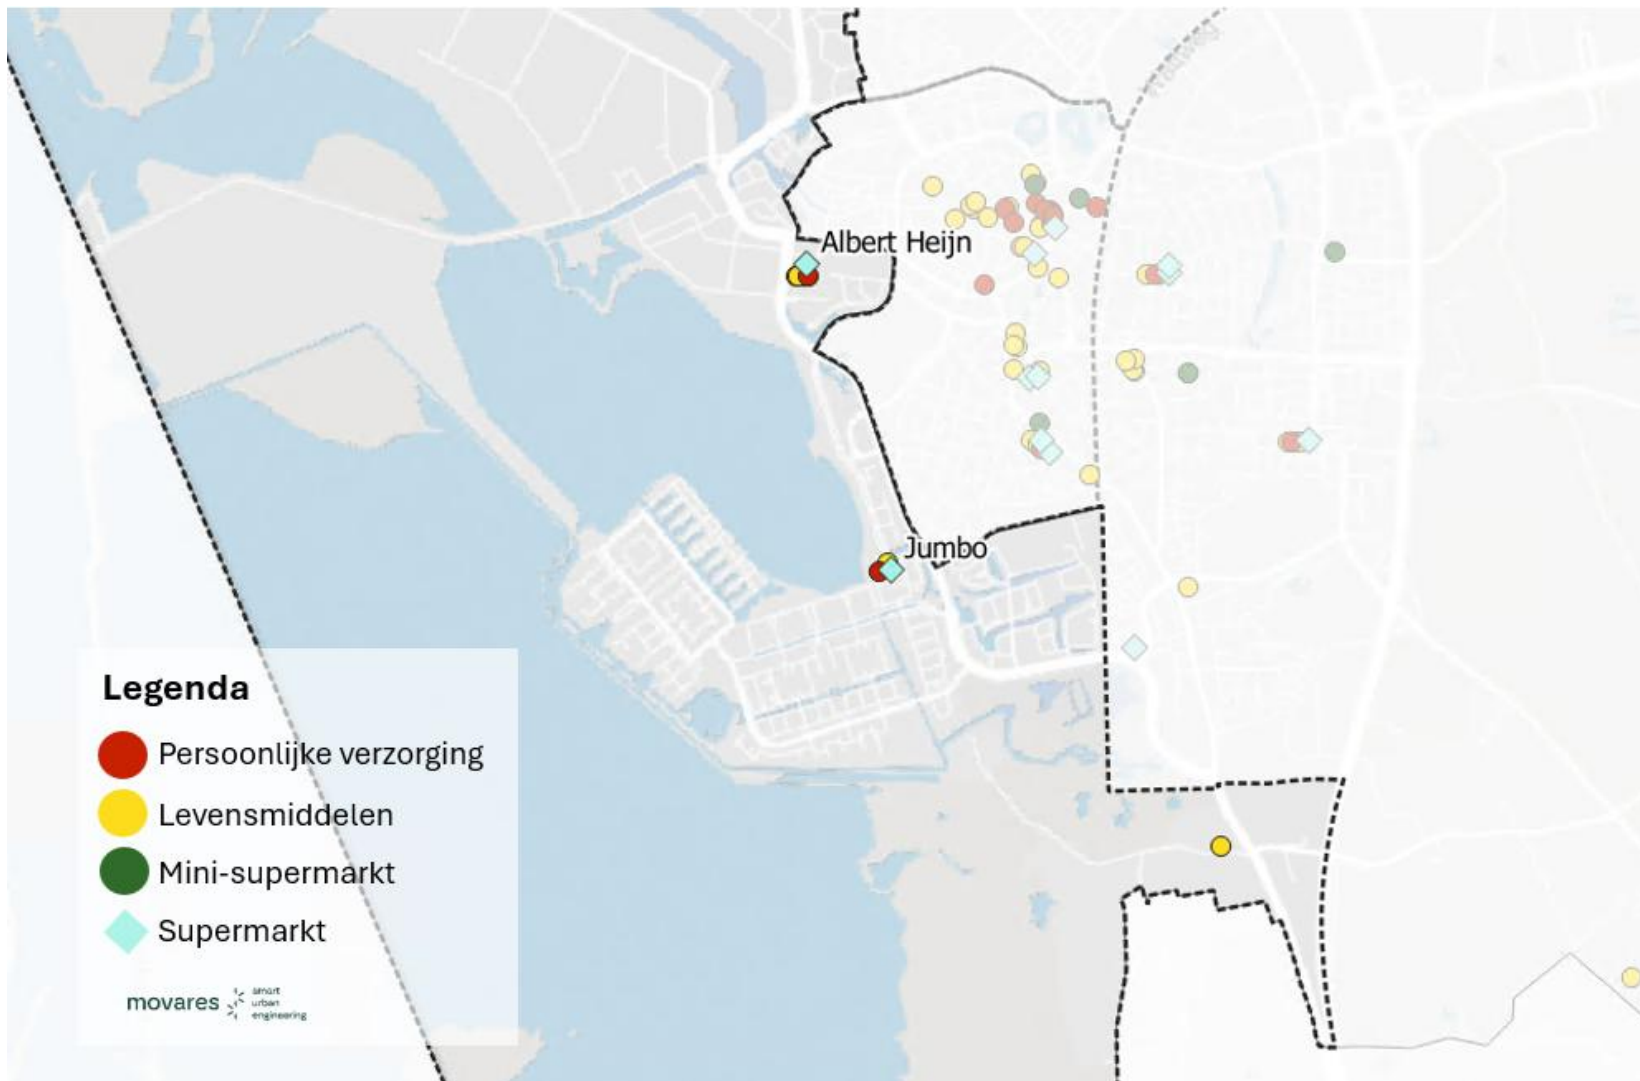 Albert Heijn
Jumbo
Legenda
Persoonlijke verzorging
Levensmiddelen
Mini-supermarkt
Supermarkt
movares
smart
urban
engineering